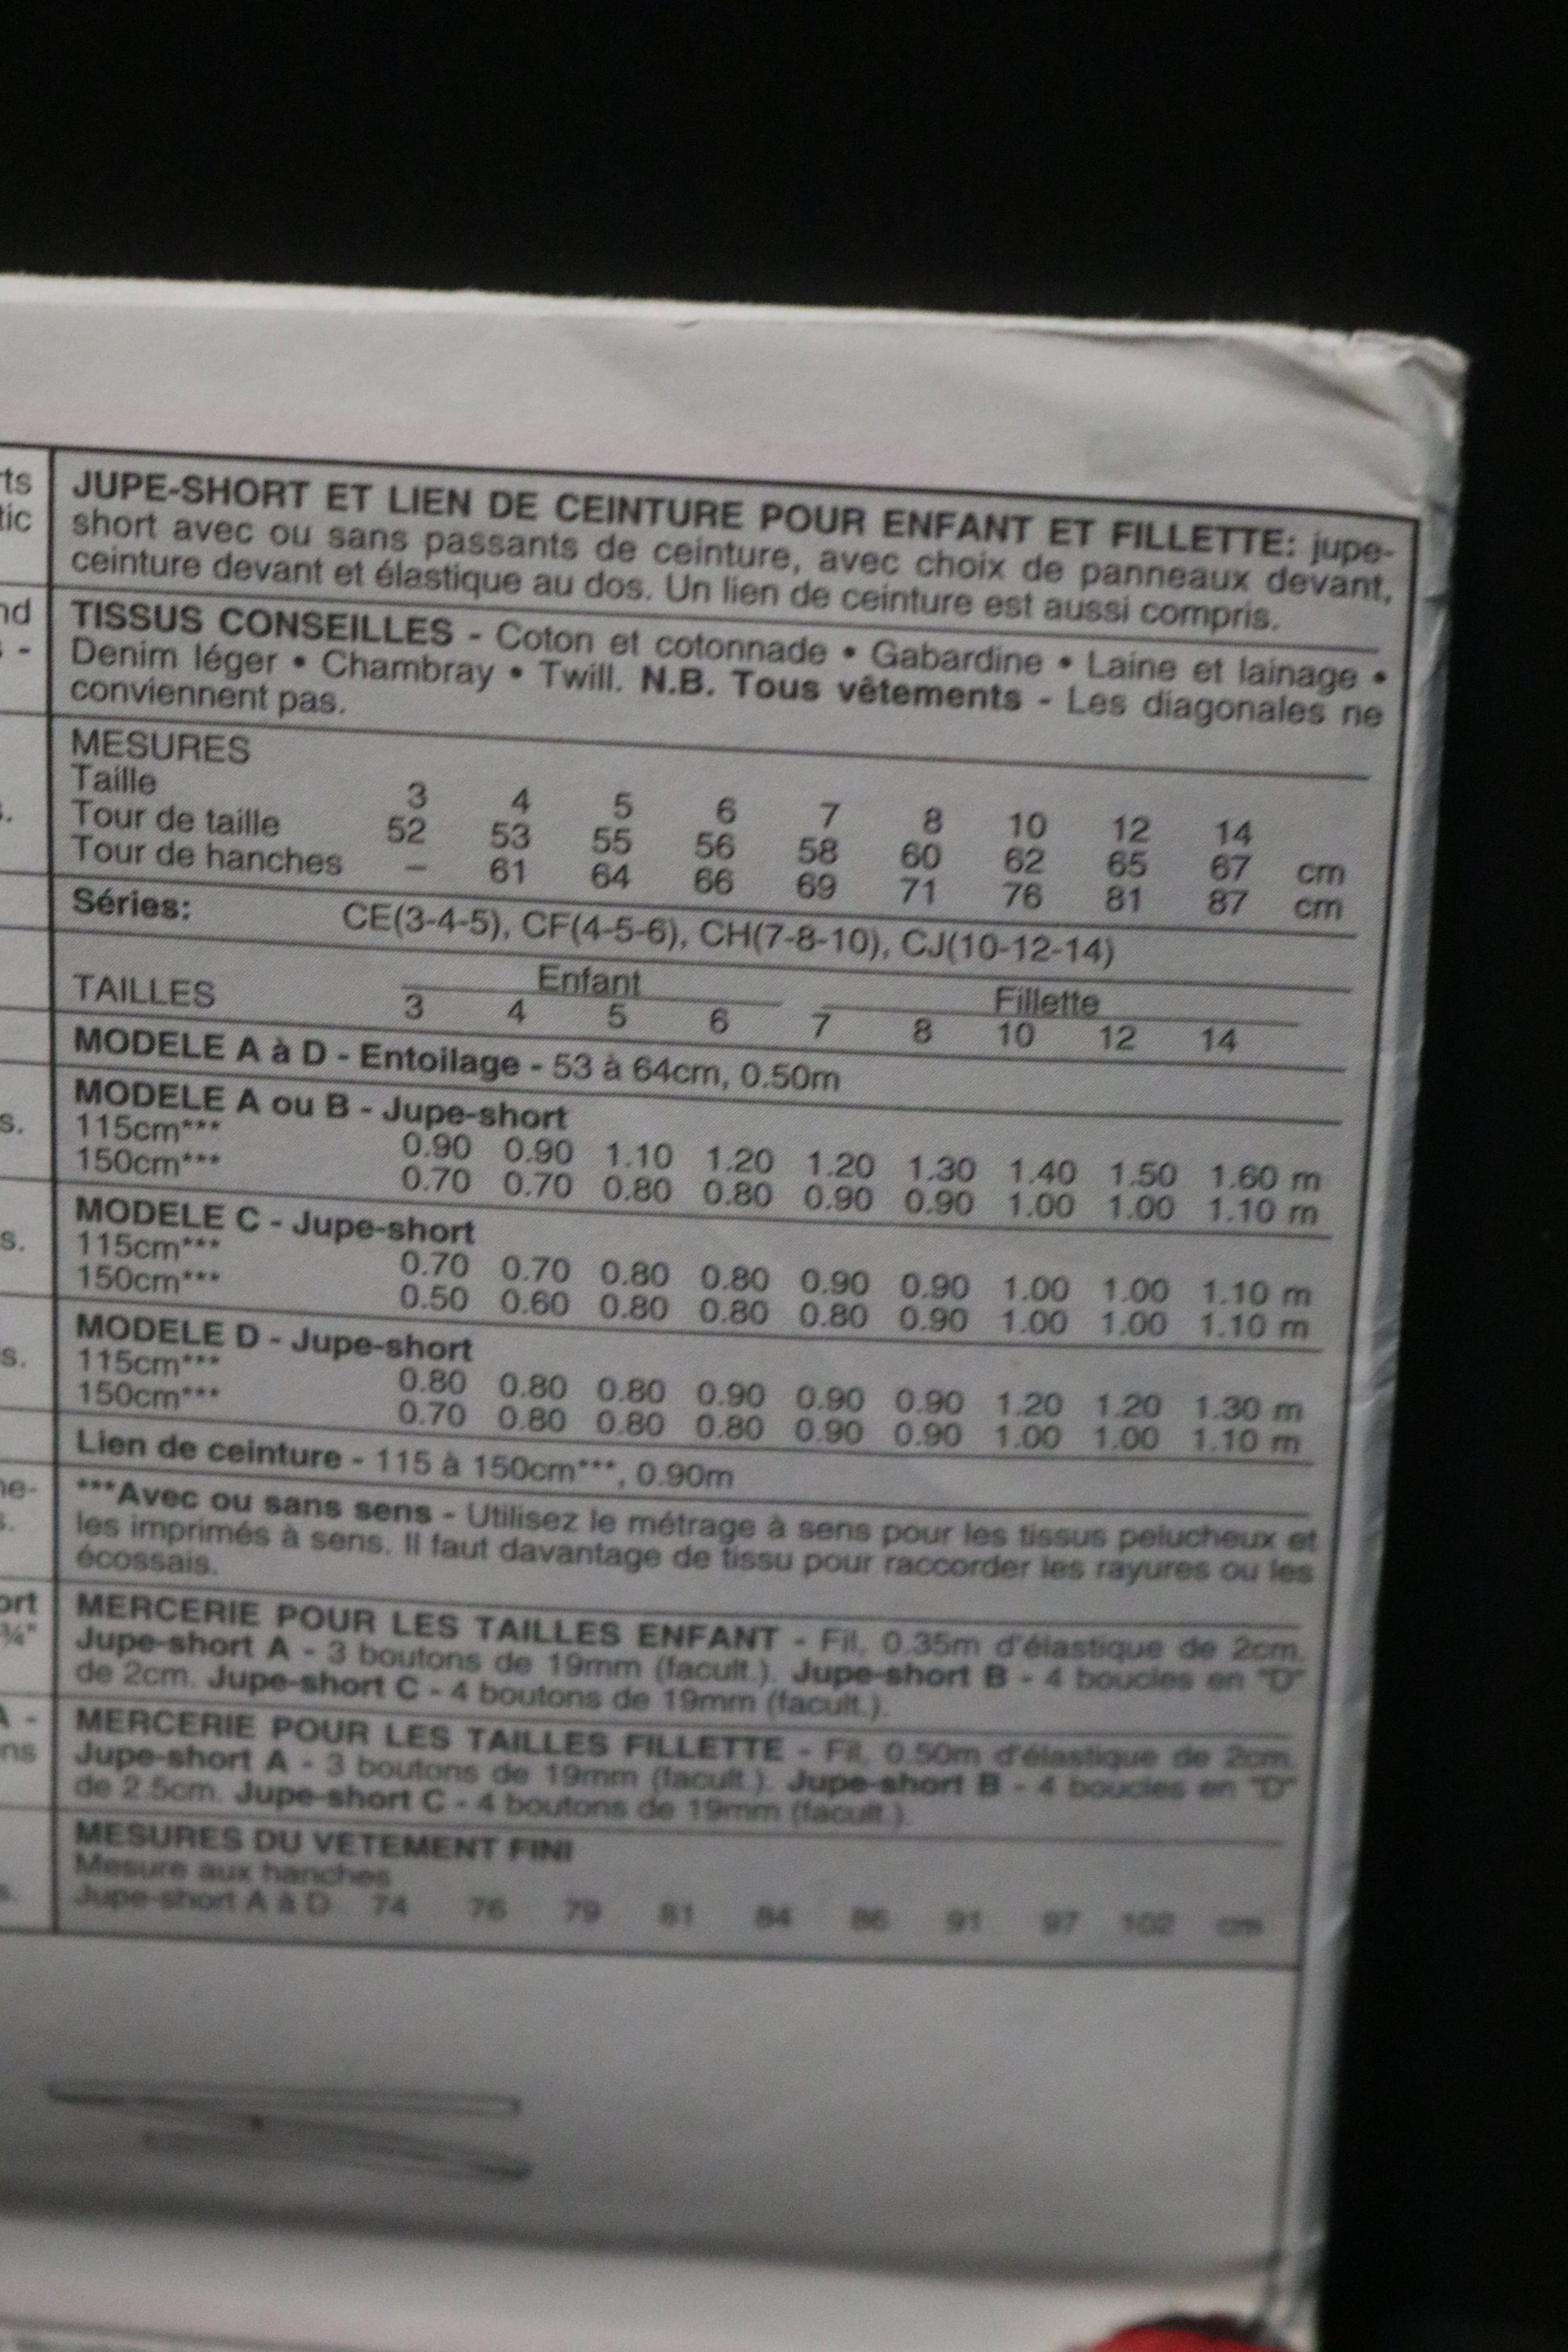 rts
tic
nd
s -
s.
s.
s.
s.
ne-
s.
ort
¾"
A -
ns
s.
JUPE-SHORT ET LIEN DE CEINTURE POUR ENFANT ET FILLETTE: jupe-
short avec ou sans passants de ceinture, avec choix de panneaux devant,
ceinture devant et élastique au dos. Un lien de ceinture est aussi compris.
TISSUS CONSEILLES - Coton et cotonnade • Gabardine • Laine et lainage •
Denim léger • Chambray • Twill. N.B. Tous vêtements - Les diagonales ne
conviennent pas.
MESURES
Taille 3 4 5 6 7 8 10 12 14
Tour de taille 52 53 55 56 58 60 62 65 67 cm
Tour de hanches – 61 64 66 69 71 76 81 87 cm
Séries: CE(3-4-5), CF(4-5-6), CH(7-8-10), CJ(10-12-14)
Enfant Fillette
TAILLES 3 4 5 6 7 8 10 12 14
MODELE A à D - Entoilage - 53 à 64cm, 0.50m
MODELE A ou B - Jupe-short
115cm*** 0.90 0.90 1.10 1.20 1.20 1.30 1.40 1.50 1.60 m
150cm*** 0.70 0.70 0.80 0.80 0.90 0.90 1.00 1.00 1.10 m
MODELE C - Jupe-short
115cm*** 0.70 0.70 0.80 0.80 0.90 0.90 1.00 1.00 1.10 m
150cm*** 0.50 0.60 0.80 0.80 0.80 0.90 1.00 1.00 1.10 m
MODELE D - Jupe-short
115cm*** 0.80 0.80 0.80 0.90 0.90 0.90 1.20 1.20 1.30 m
150cm*** 0.70 0.80 0.80 0.80 0.90 0.90 1.00 1.00 1.10 m
Lien de ceinture - 115 à 150cm***, 0.90m
***Avec ou sans sens - Utilisez le métrage à sens pour les tissus pelucheux et
les imprimés à sens. Il faut davantage de tissu pour raccorder les rayures ou les
écossais.
MERCERIE POUR LES TAILLES ENFANT - Fil, 0.35m d'élastique de 2cm.
Jupe-short A - 3 boutons de 19mm (facult.). Jupe-short B - 4 boucles en "D"
de 2cm. Jupe-short C - 4 boutons de 19mm (facult.).
MERCERIE POUR LES TAILLES FILLETTE - Fil, 0.50m d'élastique de 2cm.
Jupe-short A - 3 boutons de 19mm (facult.). Jupe-short B - 4 boucles en "D"
de 2.5cm. Jupe-short C - 4 boutons de 19mm (facult.).
MESURES DU VETEMENT FINI
Mesure aux hanches
Jupe-short A à D 74 76 79 81 84 86 91 97 102 cm